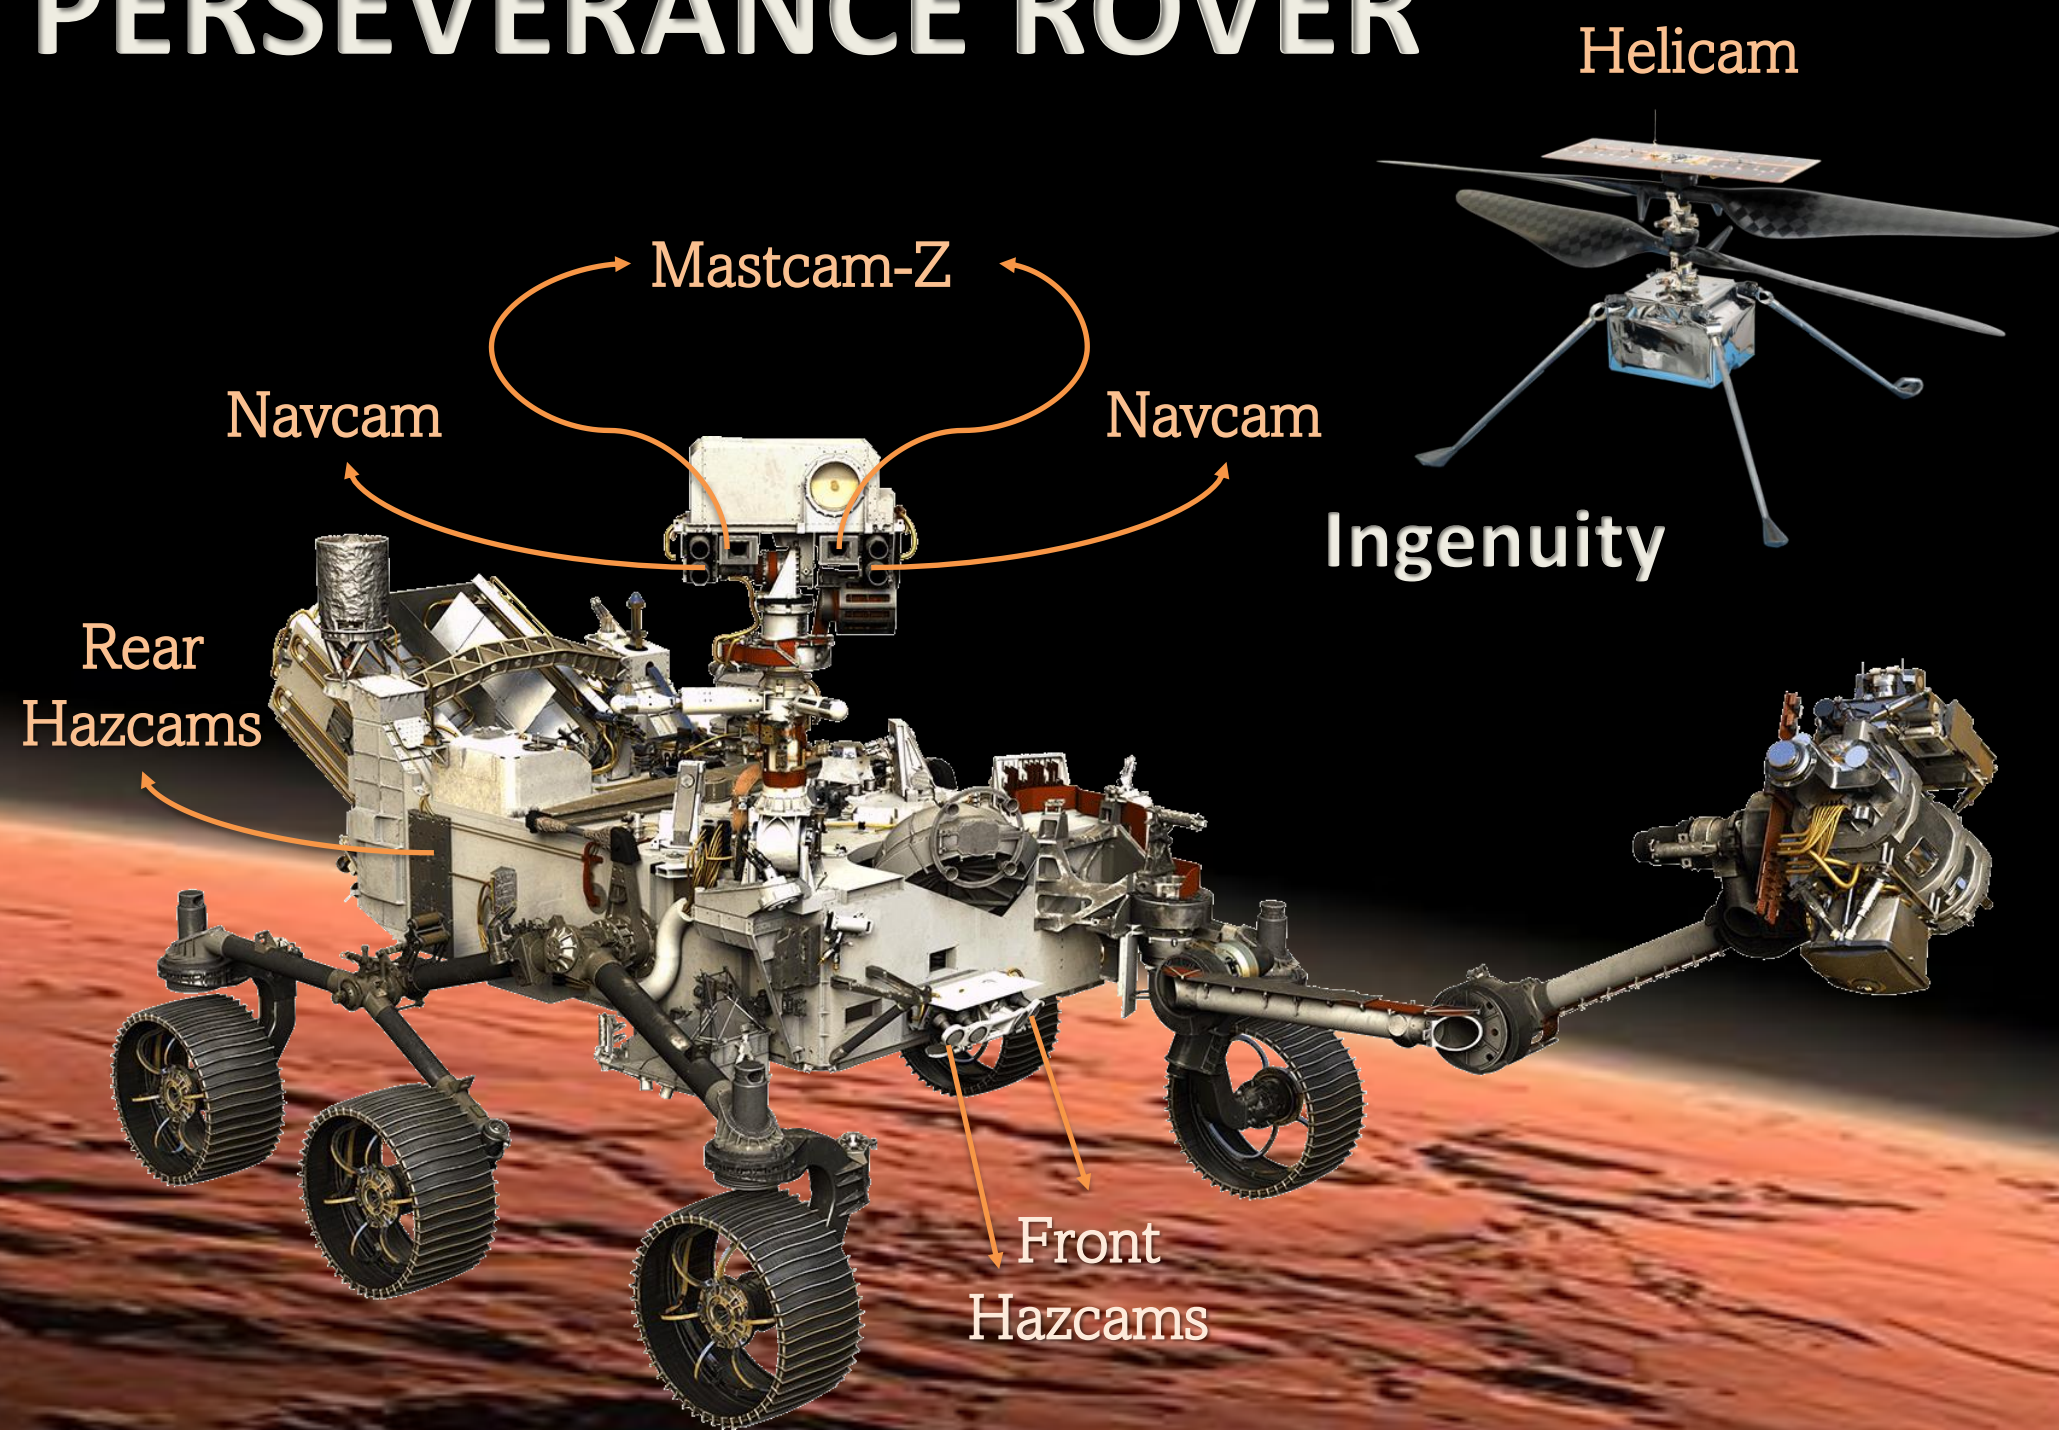 PERSEVERANCE ROVER
Helicam
Mastcam-Z
Navcam
Navcam
Ingenuity
Rear
Hazcams
Front
Hazcams